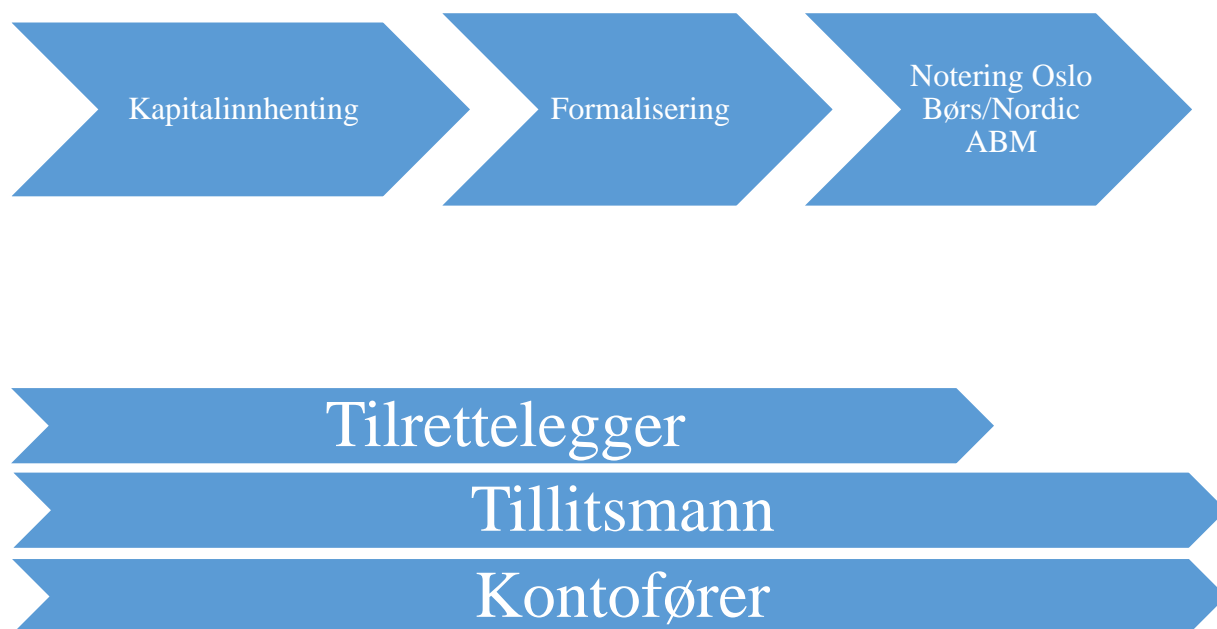 Kapitalinnhenting
Formalisering
Notering Oslo
Børs/Nordic
ABM
Tilrettelegger
Tillitsmann
Kontofører